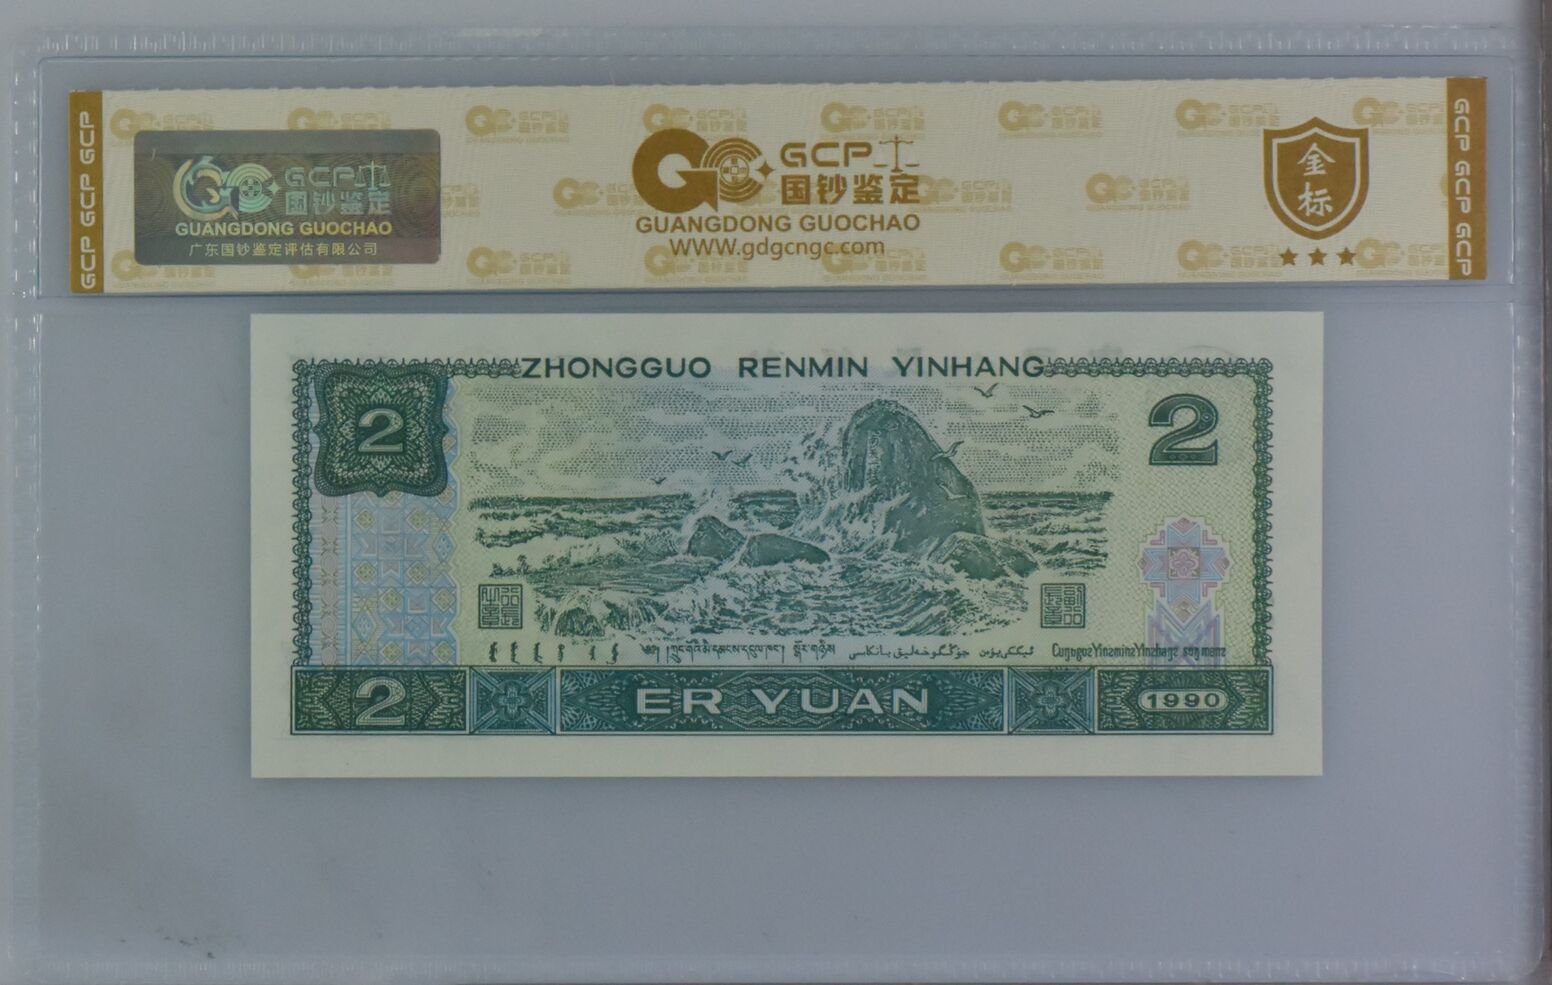 GCP GCP GCP
GCP 国钞鉴定
GUANGDONG GUOCHAO
广东国钞鉴定评估有限公司
GCP
国钞鉴定
GUANGDONG GUOCHAO
WWW.gdgcngc.com
金标
GCP GCP GCP
ZHONGGUO RENMIN YINHANG
2
2
2
ER YUAN
1990